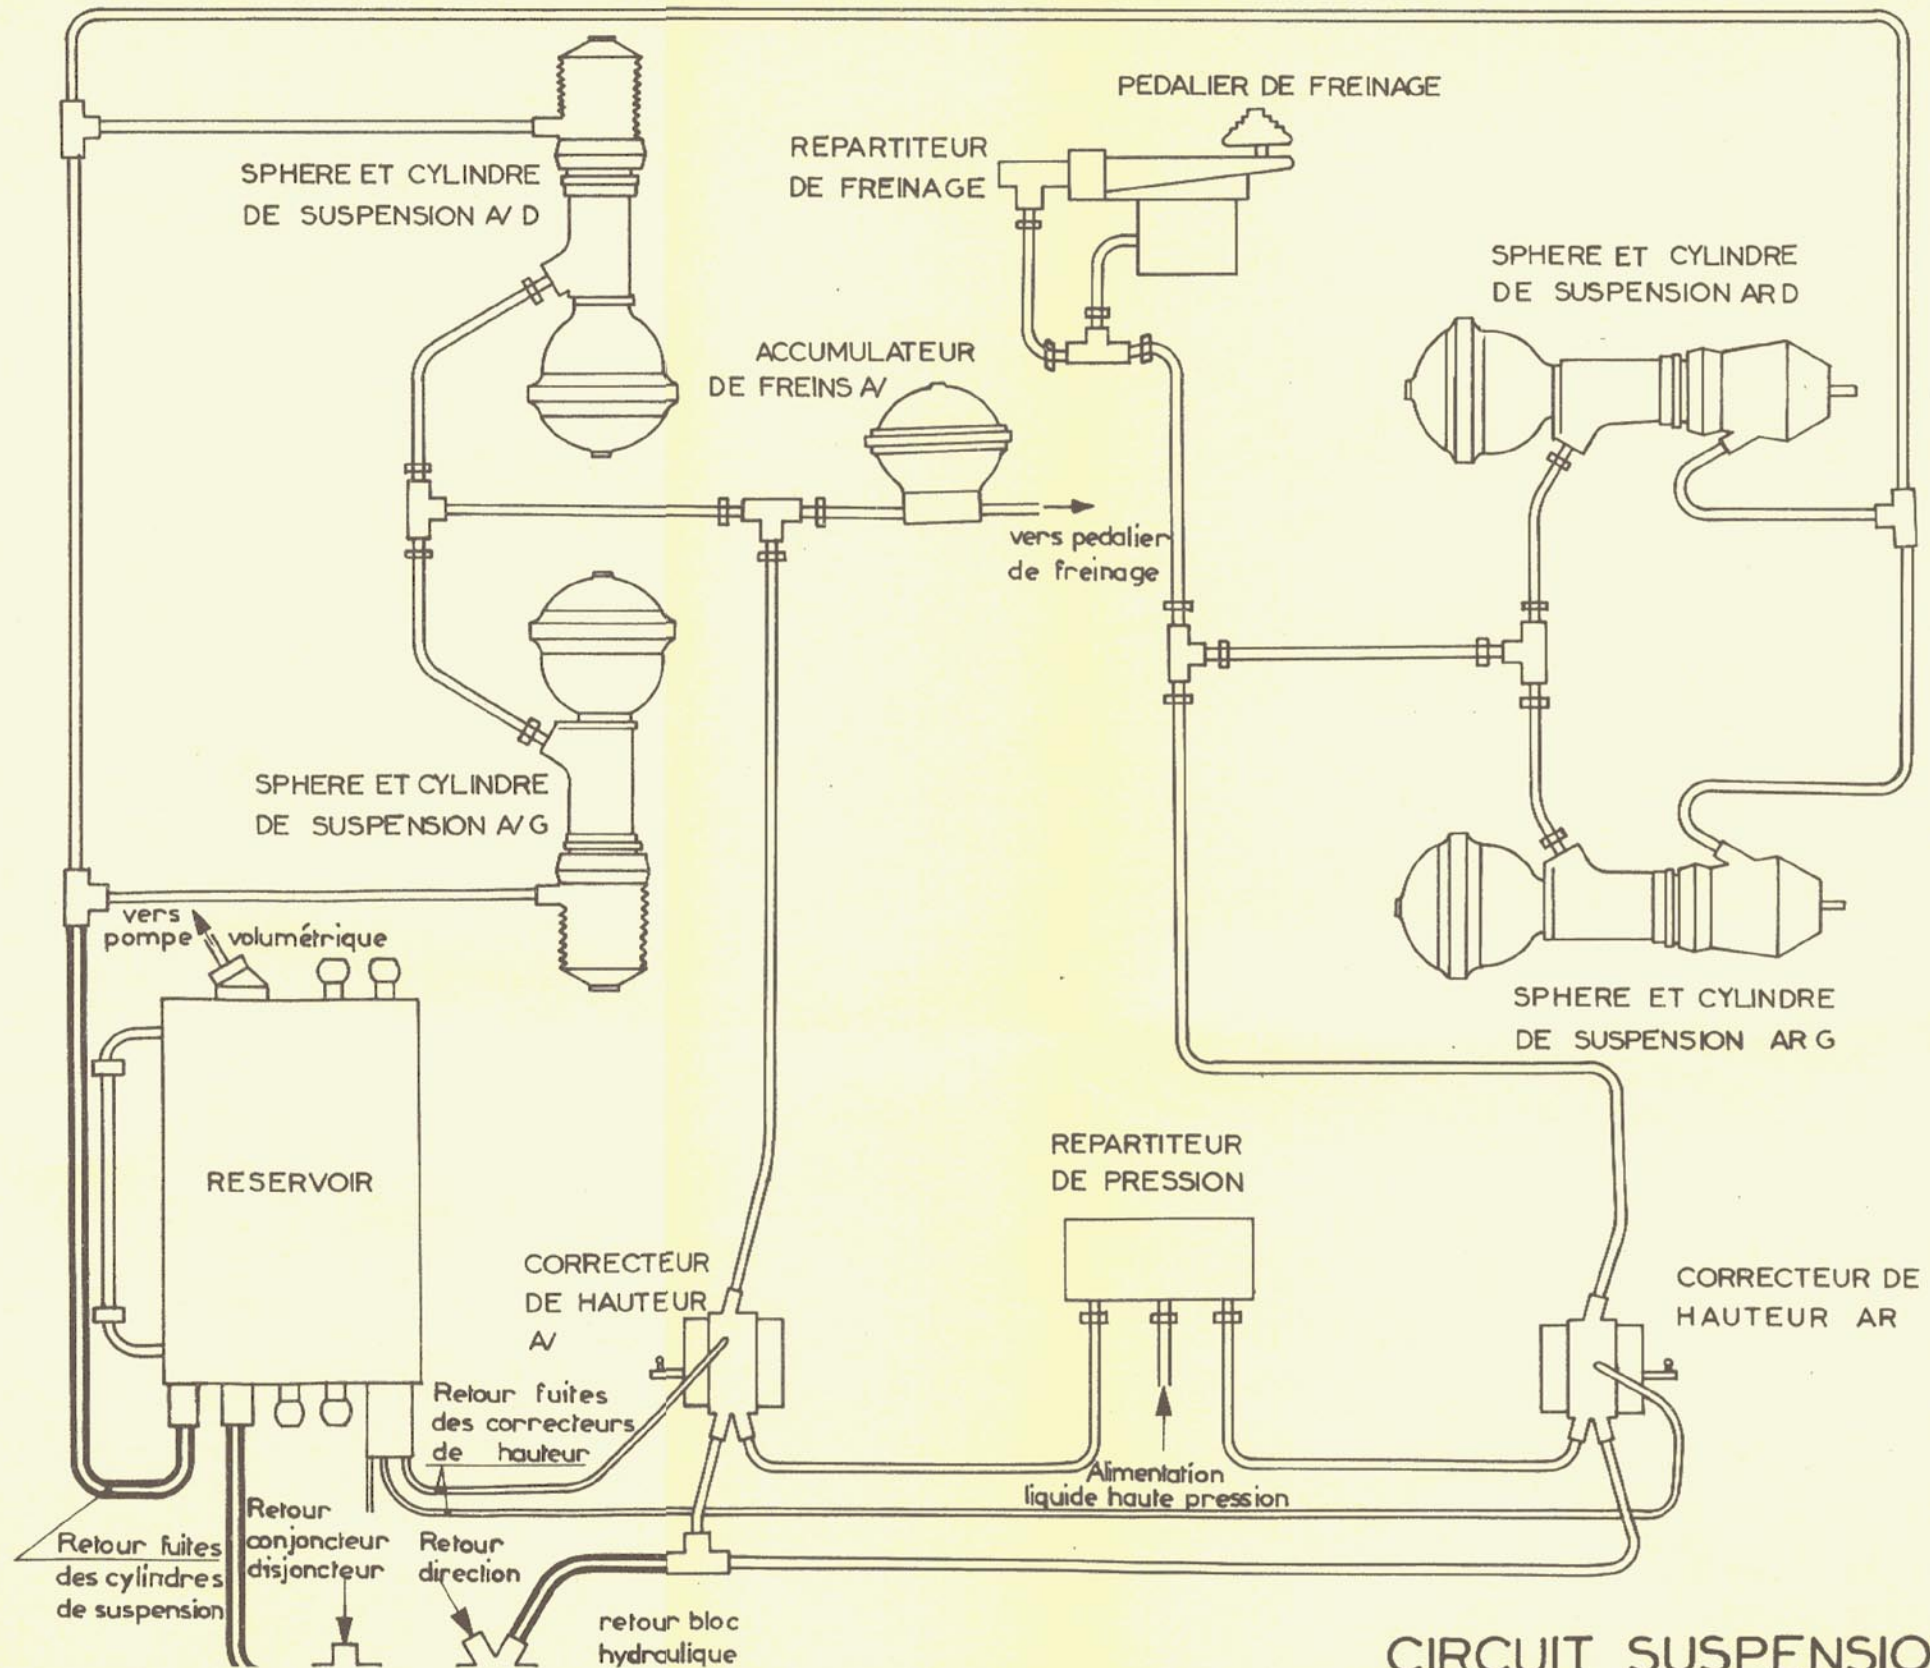 PEDALIER DE FREINAGE
REPARTITEUR
DE FREINAGE
SPHERE ET CYLINDRE
DE SUSPENSION A/ D
SPHERE ET CYLINDRE
DE SUSPENSION AR D
ACCUMULATEUR
DE FREINS A/
vers pedalier
de freinage
SPHERE ET CYLINDRE
DE SUSPENSION A/ G
vers
pompe volumétrique
SPHERE ET CYLINDRE
DE SUSPENSION AR G
RESERVOIR
REPARTITEUR
DE PRESSION
CORRECTEUR
DE HAUTEUR
A/
CORRECTEUR DE
HAUTEUR AR
Retour fuites
des correcteurs
de hauteur
Alimentation
liquide haute pression
Retour fuites
des cylindres
de suspension
Retour
conjoncteur
disjoncteur
Retour
direction
retour bloc
hydraulique
CIRCUIT SUSPENSIO